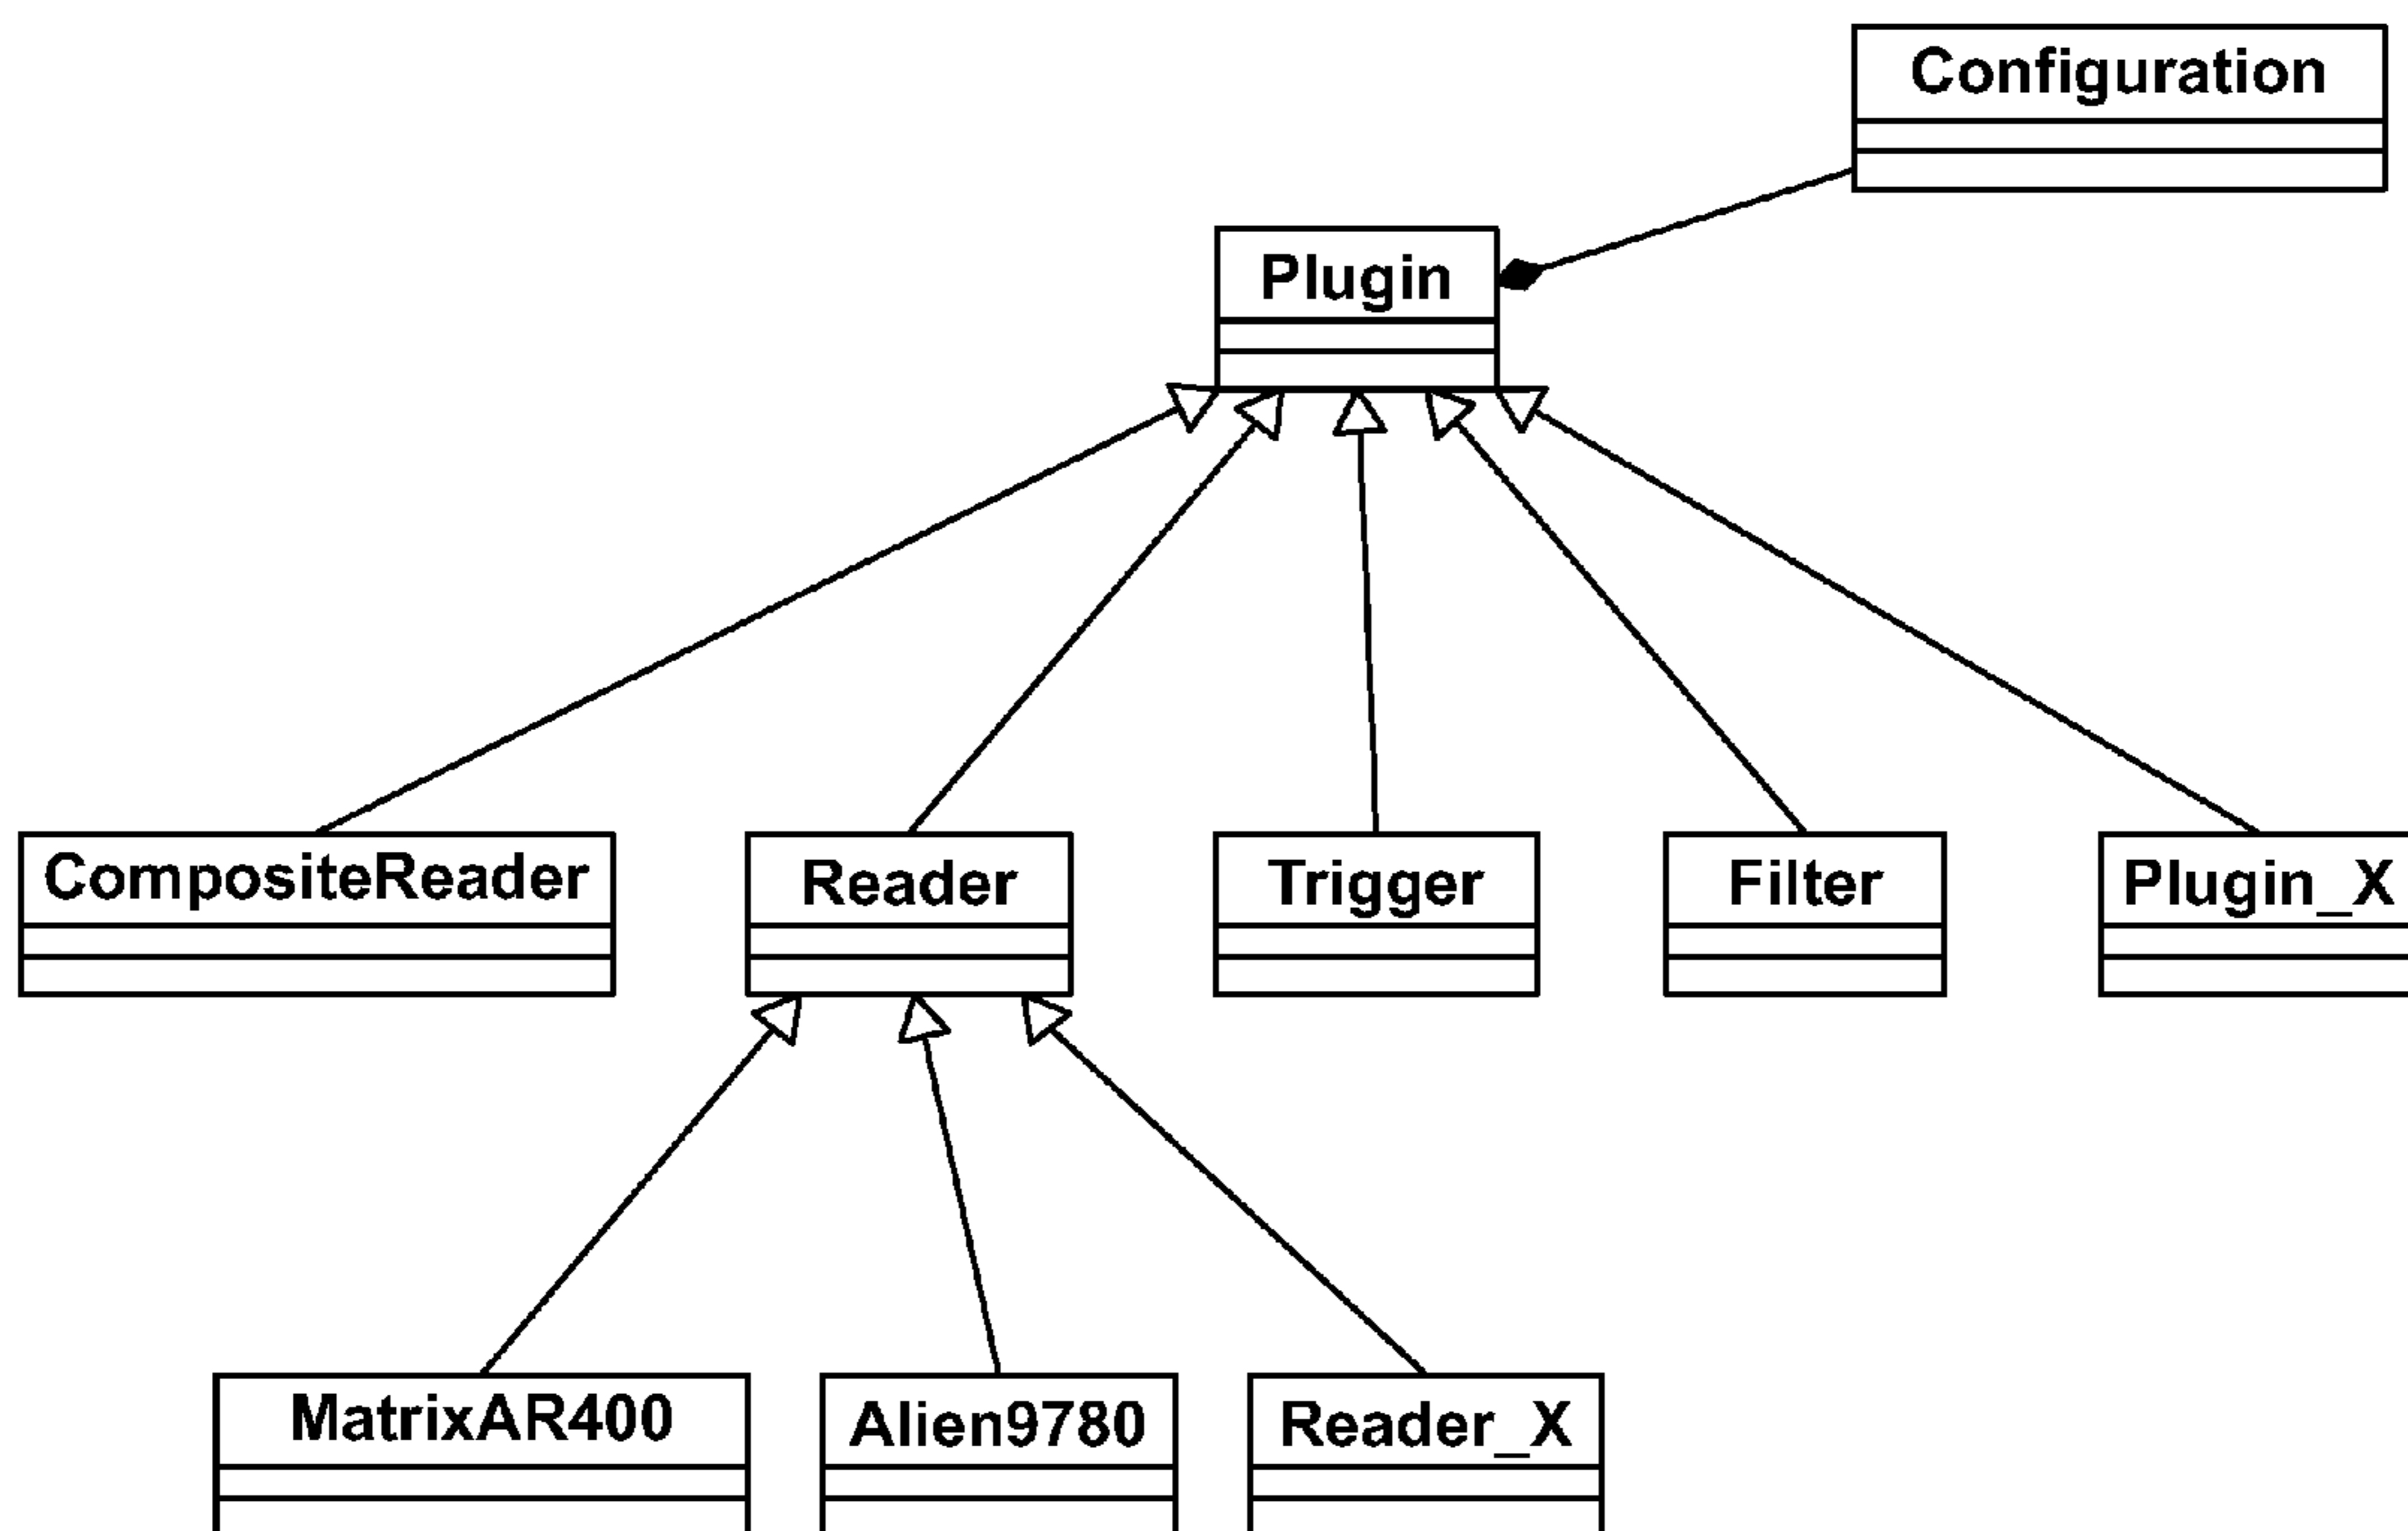 Configuration
Plugin
CompositeReader
Reader
Trigger
Filter
Plugin_X
MatrixAR400
Alien9780
Reader_X